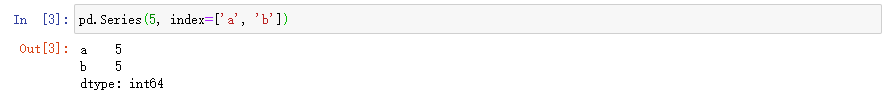 In [3]: pd.Series(5, index=['a', 'b'])
Out[3]: a    5
b    5
dtype: int64